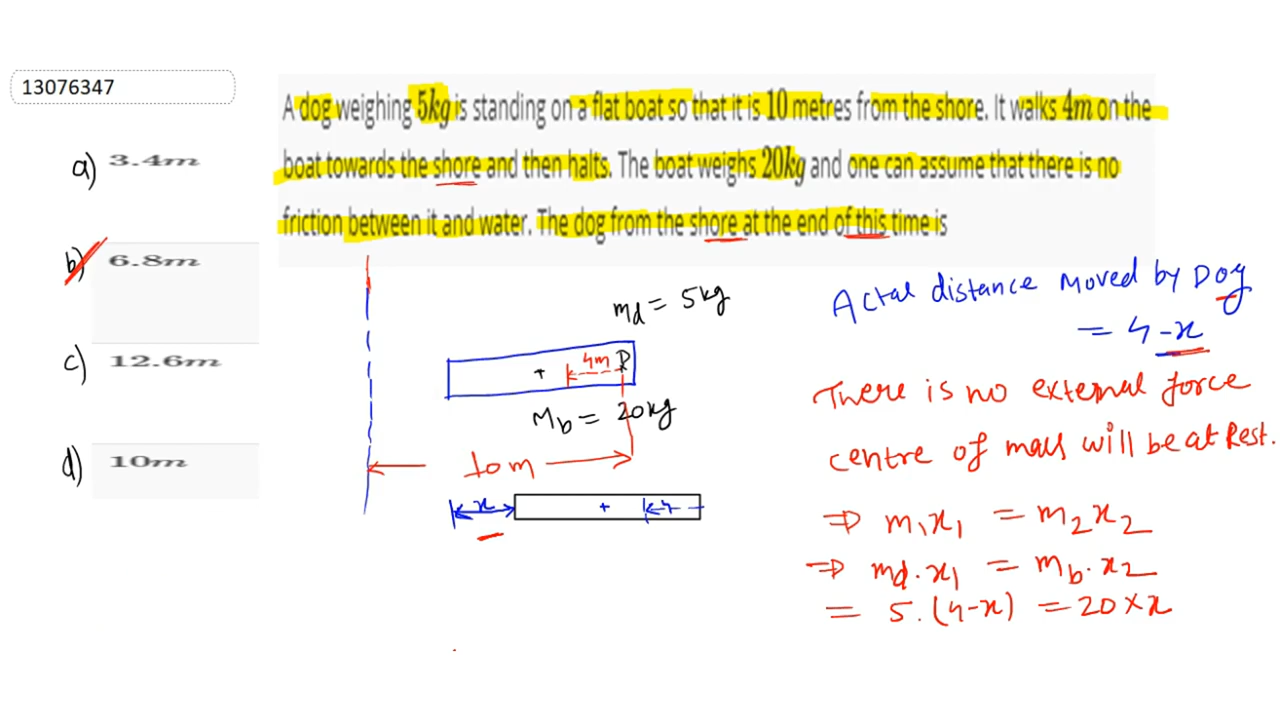 13076347
A dog weighing 5kg is standing on a flat boat so that it is 10 metres from the shore. It walks 4m on the
boat towards the shore and then halts. The boat weighs 20kg and one can assume that there is no
friction between it and water. The dog from the shore at the end of this time is
a) 3.4m
b) 6.8m
c) 12.6m
d) 10m
md = 5kg
4m D
+
Mb = 20kg
10m
x + 4
Actal distance moved by Dog
= 4-x
There is no external force
centre of mass will be at Rest.
⇒ m1x1 = m2x2
⇒ md.x1 = mb.x2
= 5.(4-x) = 20×x